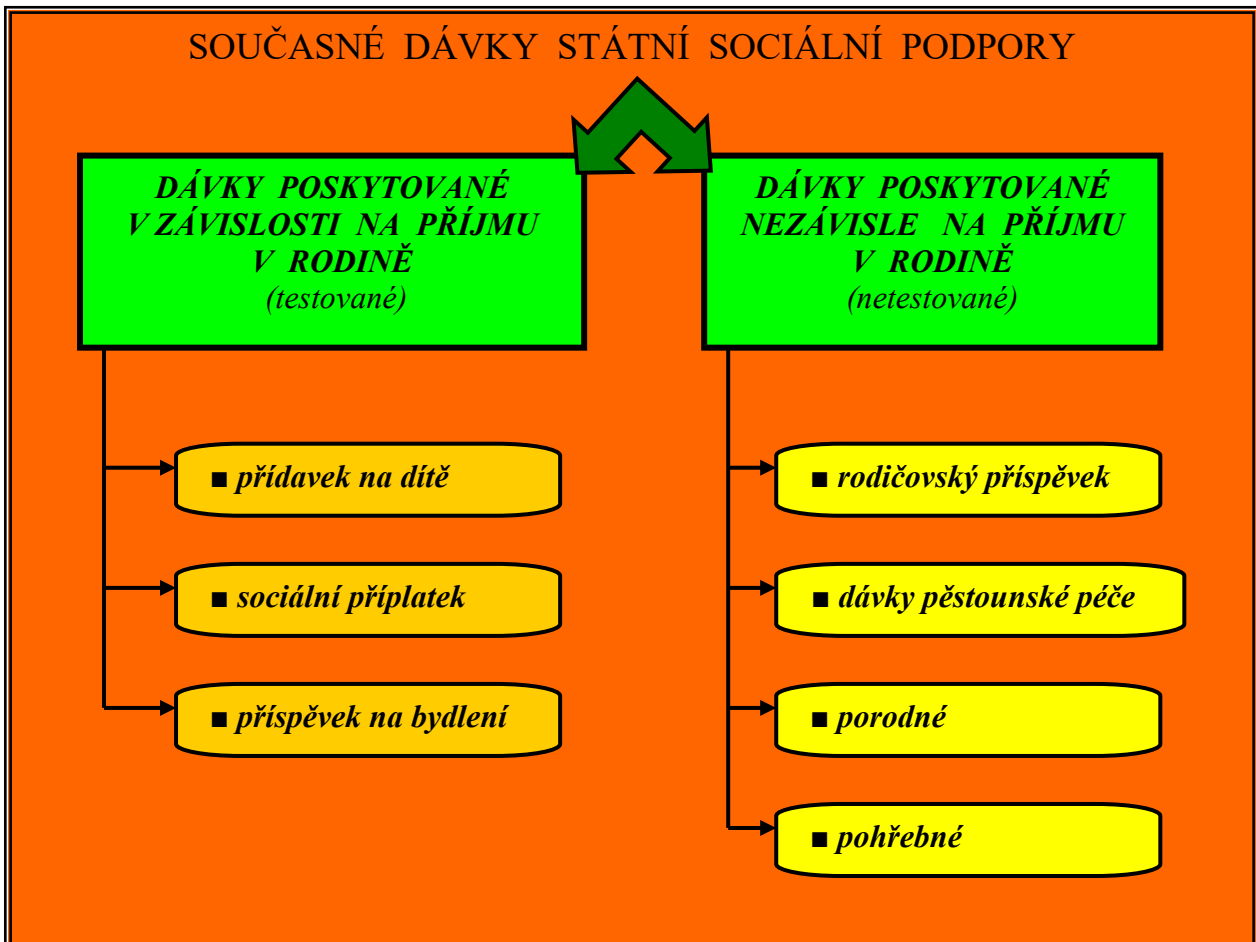 SOUČASNÉ DÁVKY STÁTNÍ SOCIÁLNÍ PODPORY
DÁVKY POSKYTOVANÉ
V ZÁVISLOSTI NA PŘÍJMU
V RODINĚ
(testované)
DÁVKY POSKYTOVANÉ
NEZÁVISLE NA PŘÍJMU
V RODINĚ
(netestované)
■ přídavek na dítě
■ sociální příplatek
■ příspěvek na bydlení
■ rodičovský příspěvek
■ dávky pěstounské péče
■ porodné
■ pohřebné